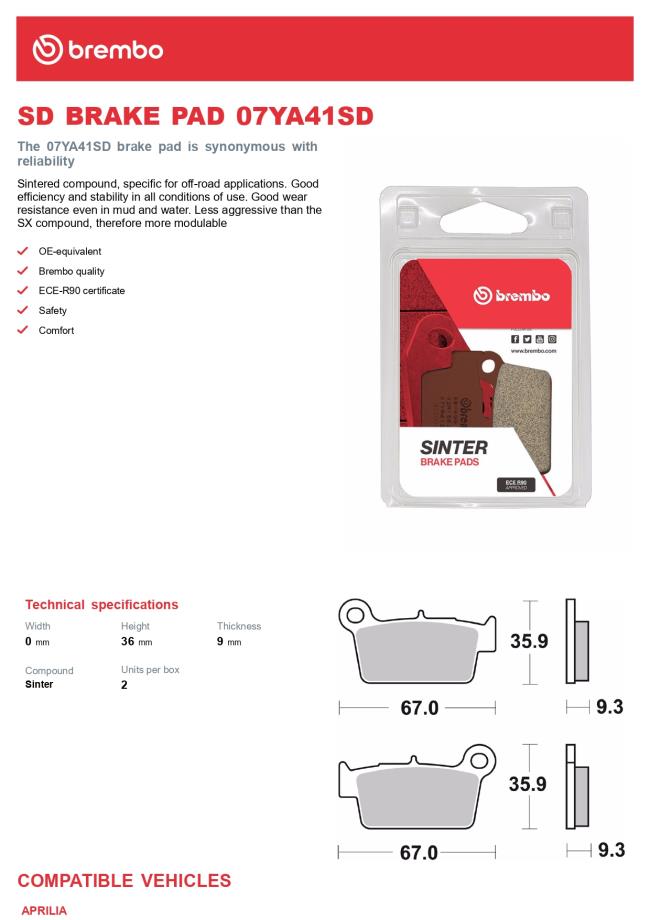 brembo
SD BRAKE PAD 07YA41SD
The 07YA41SD brake pad is synonymous with
reliability
Sintered compound, specific for off-road applications. Good
efficiency and stability in all conditions of use. Good wear
resistance even in mud and water. Less aggressive than the
SX compound, therefore more modulable
OE-equivalent
Brembo quality
ECE-R90 certificate
Safety
Comfort
brembo
www.brembo.com
SINTER
BRAKE PADS
ECE R90
APPROVED
Technical specifications
Width Height Thickness
0 mm 36 mm 9 mm
Compound Units per box
Sinter 2
35.9
67.0 9.3
35.9
67.0 9.3
COMPATIBLE VEHICLES
APRILIA